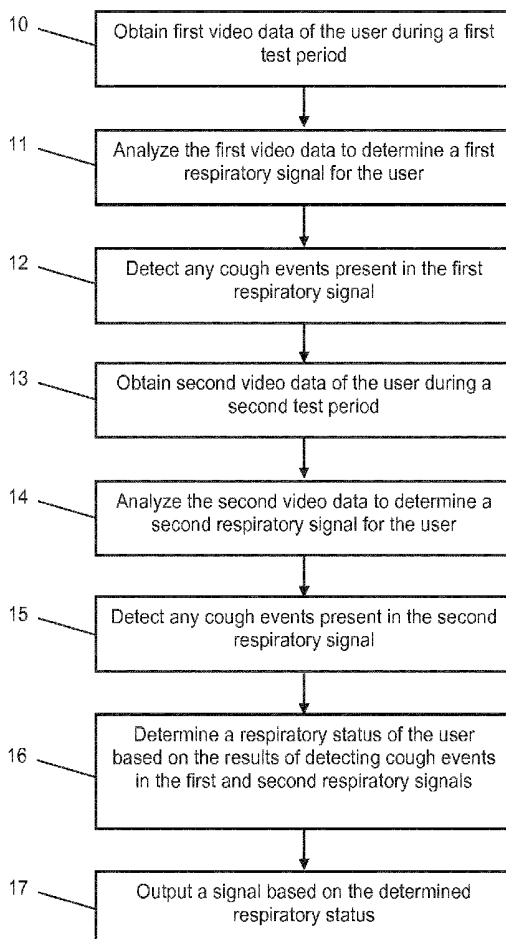 10
Obtain first video data of the user during a first
test period
11
Analyze the first video data to determine a first
respiratory signal for the user
12
Detect any cough events present in the first
respiratory signal
13
Obtain second video data of the user during a
second test period
14
Analyze the second video data to determine a
second respiratory signal for the user
15
Detect any cough events present in the second
respiratory signal
16
Determine a respiratory status of the user
based on the results of detecting cough events
in the first and second respiratory signals
17
Output a signal based on the determined
respiratory status